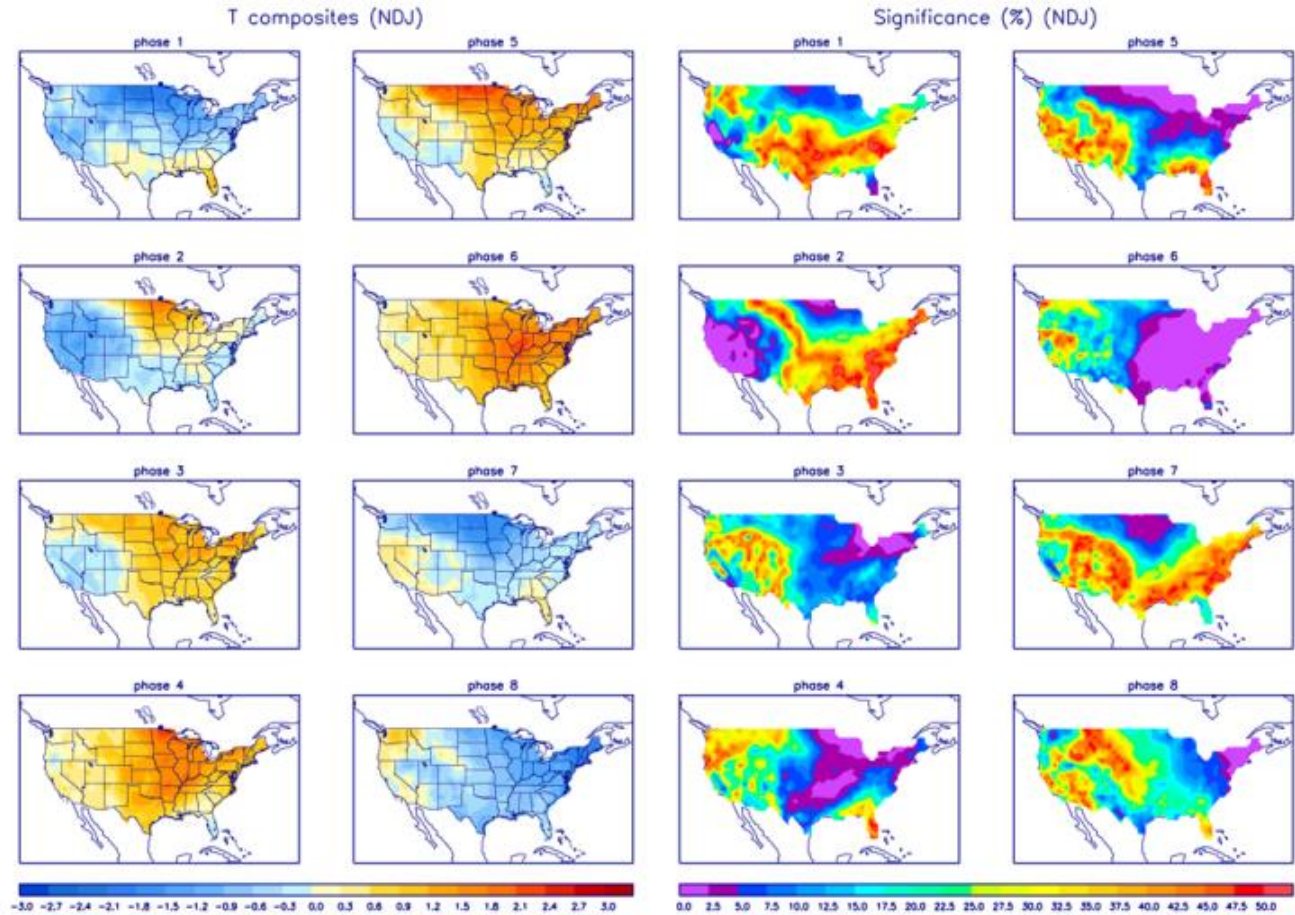 T composites (NDJ)
Significance (%) (NDJ)
phase 1
phase 5
phase 1
phase 5
phase 2
phase 6
phase 2
phase 6
phase 3
phase 7
phase 3
phase 7
phase 4
phase 8
phase 4
phase 8
-3.0 -2.7 -2.4 -2.1 -1.8 -1.5 -1.2 -0.9 -0.6 -0.3 0.0 0.3 0.6 0.9 1.2 1.5 1.8 2.1 2.4 2.7 3.0
0.0 2.5 5.0 7.5 10.0 12.5 15.0 17.5 20.0 22.5 25.0 27.5 30.0 32.5 35.0 37.5 40.0 42.5 45.0 47.5 50.0